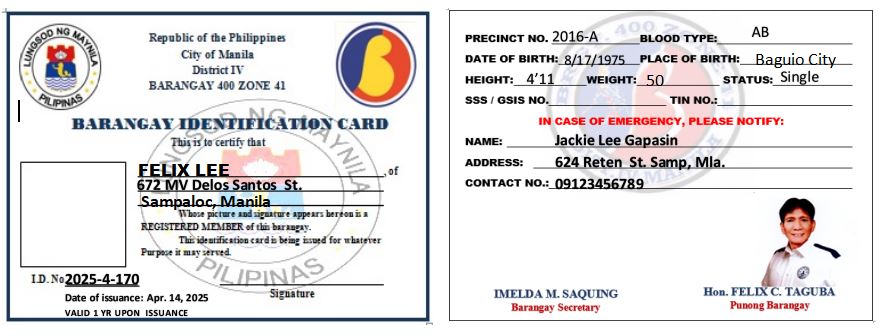 LUNGSOD NG MAYNILA
PILIPINAS
Republic of the Philippines
City of Manila
District IV
BARANGAY 400 ZONE 41
BARANGAY IDENTIFICATION CARD
This is to certify that
LUNGSOD NG MAYNILA
FELIX LEE, of
672 MV Delos Santos St.
Sampaloc, Manila
Whose picture and signature appears hereon is a
REGISTERED MEMBER of this barangay.
This identification card is being issued for whatever
Purpose it may served.
PILIPINAS
I.D. No 2025-4-170
Signature
Date of issuance: Apr. 14, 2025
VALID 1 YR UPON ISSUANCE
PRECINCT NO. 2016-A BLOOD TYPE: AB
DATE OF BIRTH: 8/17/1975 PLACE OF BIRTH: Baguio City
HEIGHT: 4'11 WEIGHT: 50 STATUS: Single
SSS / GSIS NO. TIN NO.:
IN CASE OF EMERGENCY, PLEASE NOTIFY:
NAME: Jackie Lee Gapasin
ADDRESS: 624 Reten St. Samp, Mla.
CONTACT NO.: 09123456789
IMELDA M. SAQUING
Barangay Secretary
Hon. FELIX C. TAGUBA
Punong Barangay